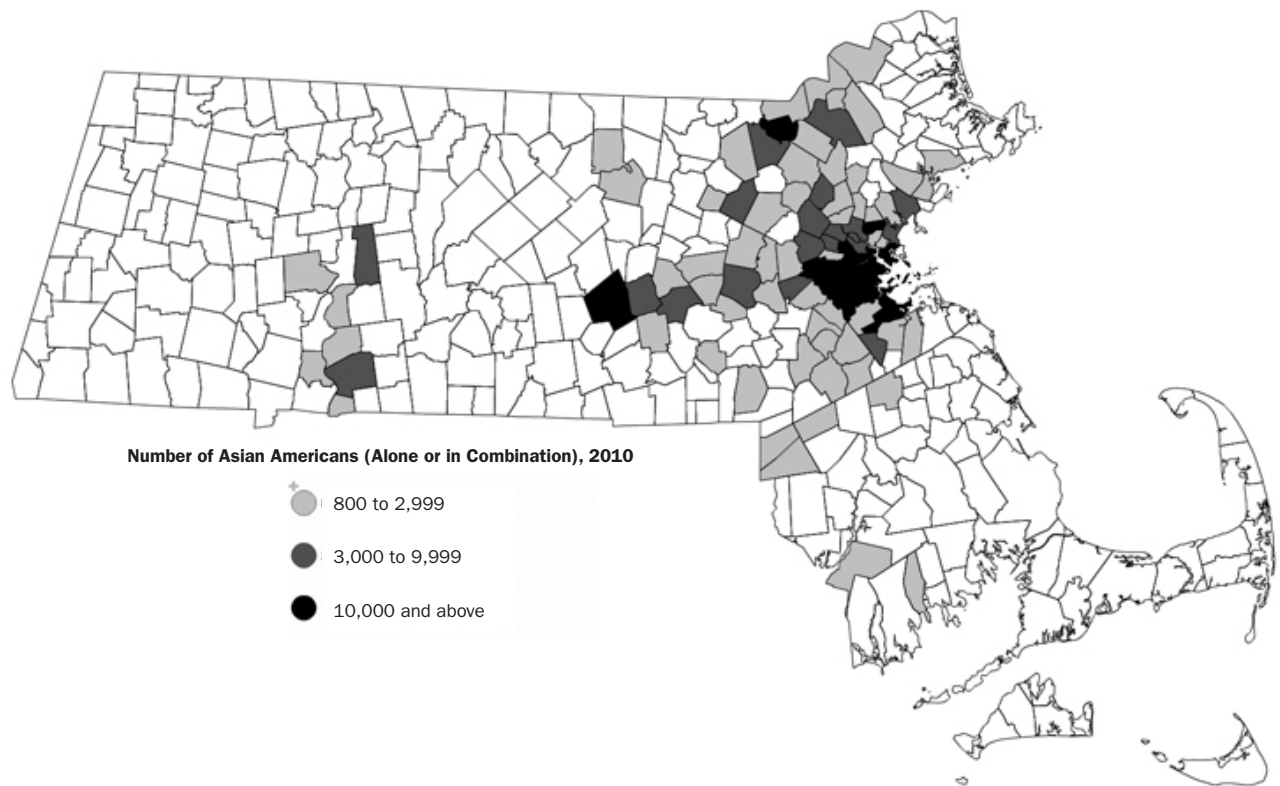 Number of Asian Americans (Alone or in Combination), 2010
800 to 2,999
3,000 to 9,999
10,000 and above